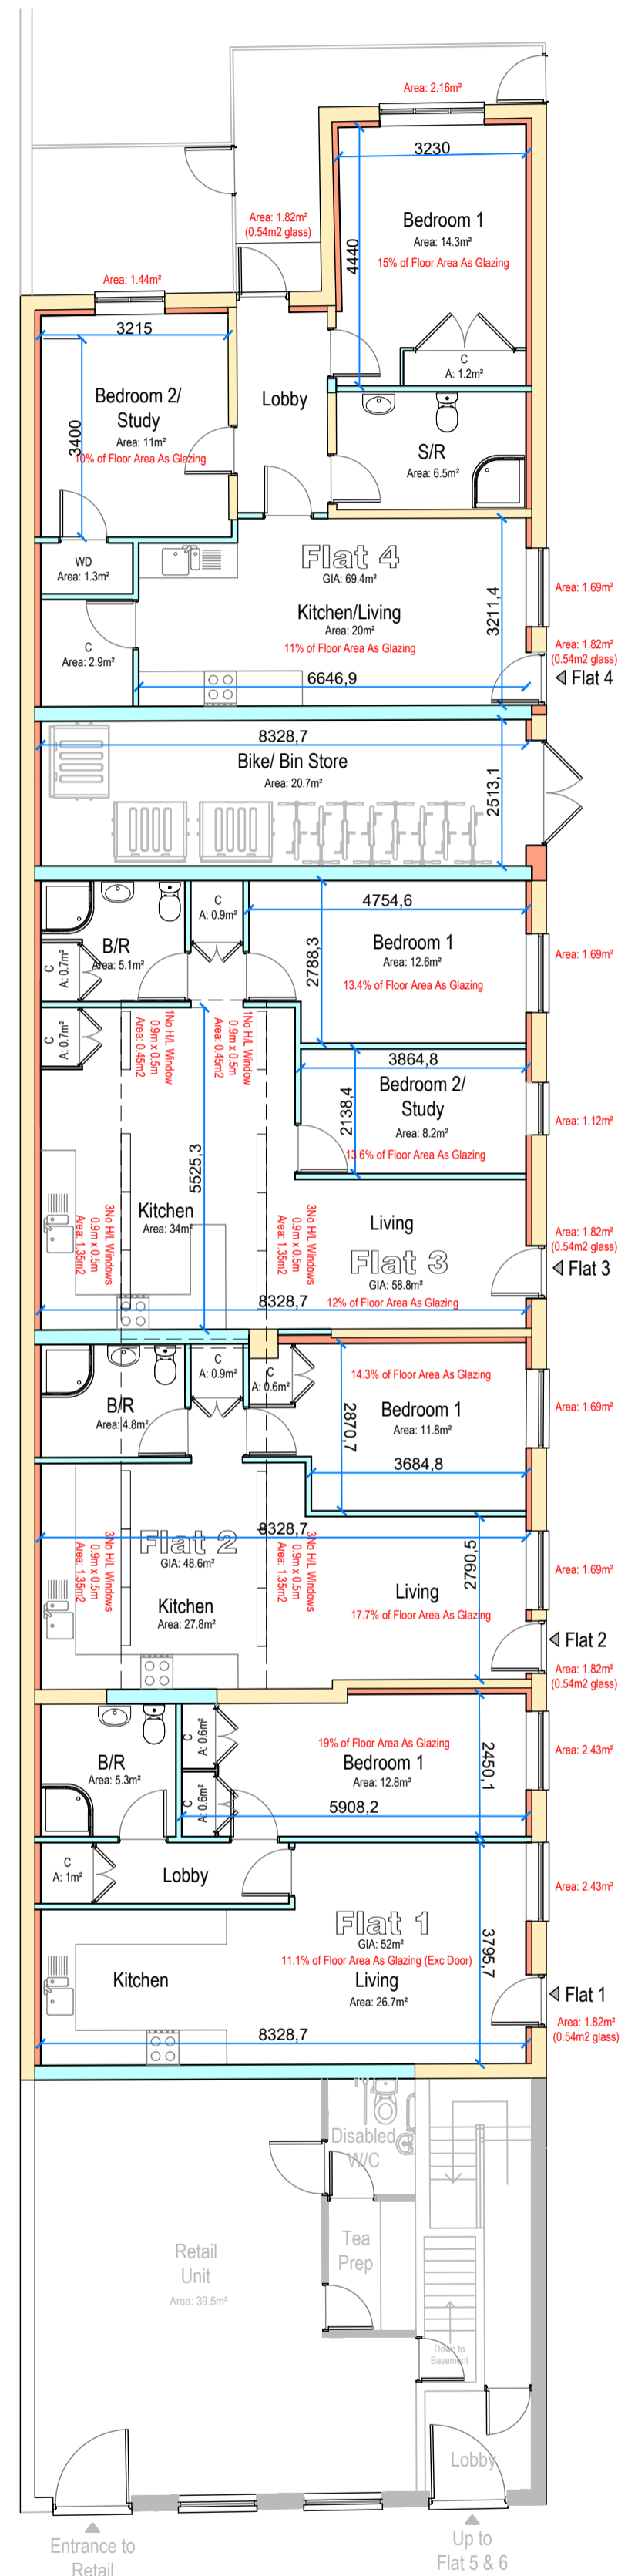 Area: 2.16m²
3230
Bedroom 1
Area: 14.3m²
15% of Floor Area As Glazing
4440
C
A: 1.2m²
Area: 1.82m²
(0.54m2 glass)
Area: 1.44m²
3215
Bedroom 2/
Study
Area: 11m²
10% of Floor Area As Glazing
3400
Lobby
S/R
Area: 6.5m²
WD
Area: 1.3m²
C
Area: 2.9m²
Flat 4
GIA: 69.4m²
Kitchen/Living
Area: 20m²
11% of Floor Area As Glazing
3211,4
6646,9
Area: 1.69m²
Area: 1.82m²
(0.54m2 glass)
Flat 4
8328,7
Bike/ Bin Store
Area: 20.7m²
2513,1
C
A: 0.9m²
4754,6
B/R
Area: 5.1m²
C
A: 0.7m²
2788,3
Bedroom 1
Area: 12.6m²
13.4% of Floor Area As Glazing
Area: 1.69m²
C
A: 0.7m²
1No H/L Window
0.9m x 0.5m
Area: 0.45m2
1No H/L Window
0.9m x 0.5m
Area: 0.45m2
3864,8
Bedroom 2/
Study
Area: 8.2m²
13.6% of Floor Area As Glazing
2138,4
Area: 1.12m²
5525,3
Kitchen
Area: 34m²
3No H/L Windows
0.9m x 0.5m
Area: 1.35m2
3No H/L Windows
0.9m x 0.5m
Area: 1.35m2
Living
Flat 3
GIA: 58.8m²
12% of Floor Area As Glazing
8328,7
Area: 1.82m²
(0.54m2 glass)
Flat 3
B/R
Area: 4.8m²
C
A: 0.9m²
C
A: 0.6m²
14.3% of Floor Area As Glazing
Bedroom 1
Area: 11.8m²
2870,7
3684,8
Area: 1.69m²
8328,7
Flat 2
GIA: 48.6m²
3No H/L Windows
0.9m x 0.5m
Area: 1.35m2
3No H/L Windows
0.9m x 0.5m
Area: 1.35m2
Kitchen
Area: 27.8m²
Living
17.7% of Floor Area As Glazing
2790,5
Area: 1.69m²
Flat 2
Area: 1.82m²
(0.54m2 glass)
B/R
Area: 5.3m²
C
A: 0.6m²
C
A: 0.6m²
19% of Floor Area As Glazing
Bedroom 1
Area: 12.8m²
5908,2
2450,1
Area: 2.43m²
C
A: 1m²
Lobby
Area: 2.43m²
Flat 1
GIA: 52m²
11.1% of Floor Area As Glazing (Exc Door)
Kitchen
Living
Area: 26.7m²
3795,7
8328,7
Flat 1
Area: 1.82m²
(0.54m2 glass)
Disabled
W/C
Tea
Prep
Retail
Unit
Area: 39.5m²
Down to
Basement
Lobby
Entrance to
Retail
Up to
Flat 5 & 6